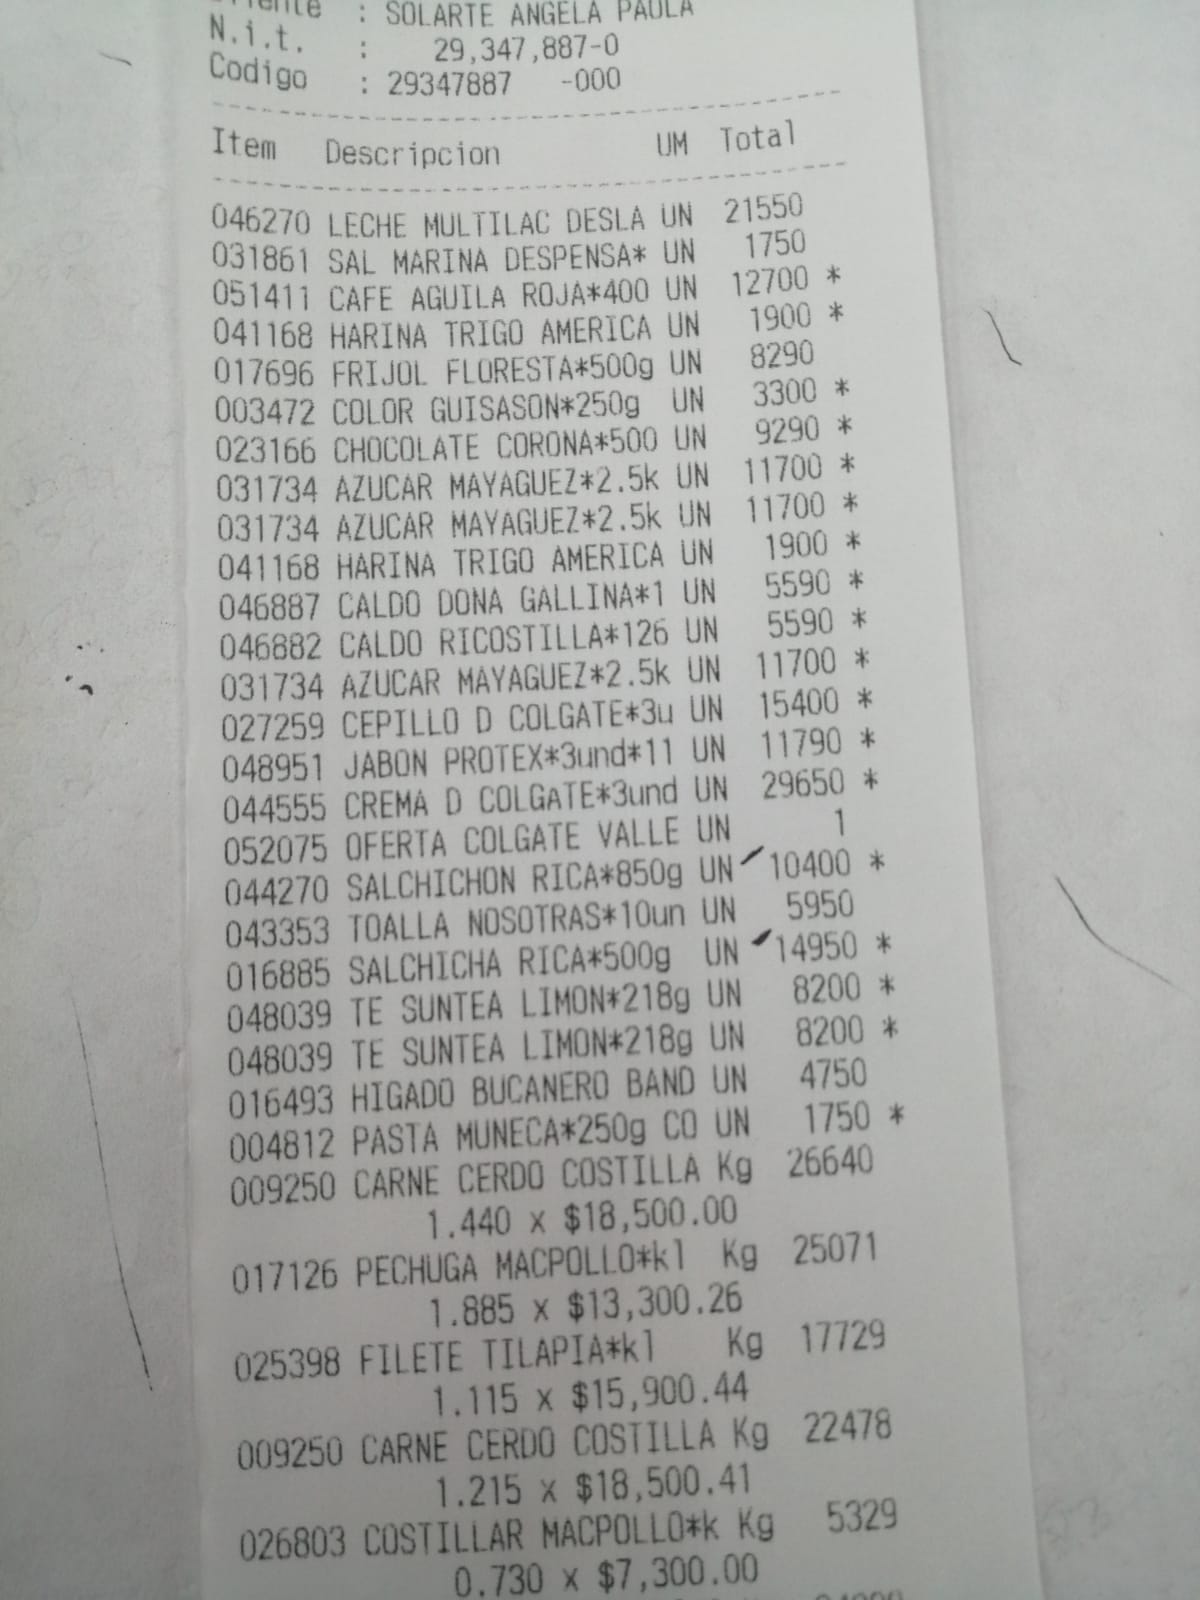 : SOLARTE ANGELA PAULA
N.i.t. : 29,347,887-0
Codigo : 29347887 -000
Item Descripcion UM Total
046270 LECHE MULTILAC DESLA UN 21550
031861 SAL MARINA DESPENSA* UN 1750
051411 CAFE AGUILA ROJA*400 UN 12700 *
041168 HARINA TRIGO AMERICA UN 1900 *
017696 FRIJOL FLORESTA*500g UN 8290
003472 COLOR GUISASON*250g UN 3300 *
023166 CHOCOLATE CORONA*500 UN 9290 *
031734 AZUCAR MAYAGUEZ*2.5k UN 11700 *
031734 AZUCAR MAYAGUEZ*2.5k UN 11700 *
041168 HARINA TRIGO AMERICA UN 1900 *
046887 CALDO DONA GALLINA*1 UN 5590 *
046882 CALDO RICOSTILLA*126 UN 5590 *
031734 AZUCAR MAYAGUEZ*2.5k UN 11700 *
027259 CEPILLO D COLGATE*3u UN 15400 *
048951 JABON PROTEX*3und*11 UN 11790 *
044555 CREMA D COLGATE*3und UN 29650 *
052075 OFERTA COLGATE VALLE UN 1
044270 SALCHICHON RICA*850g UN 10400 *
043353 TOALLA NOSOTRAS*10un UN 5950
016885 SALCHICHA RICA*500g UN 14950 *
048039 TE SUNTEA LIMON*218g UN 8200 *
048039 TE SUNTEA LIMON*218g UN 8200 *
016493 HIGADO BUCANERO BAND UN 4750
004812 PASTA MUNECA*250g CO UN 1750 *
009250 CARNE CERDO COSTILLA Kg 26640
1.440 x $18,500.00
017126 PECHUGA MACPOLLO*kl Kg 25071
1.885 x $13,300.26
025398 FILETE TILAPIA*kl Kg 17729
1.115 x $15,900.44
009250 CARNE CERDO COSTILLA Kg 22478
1.215 x $18,500.41
026803 COSTILLAR MACPOLLO*k Kg 5329
0.730 x $7,300.00